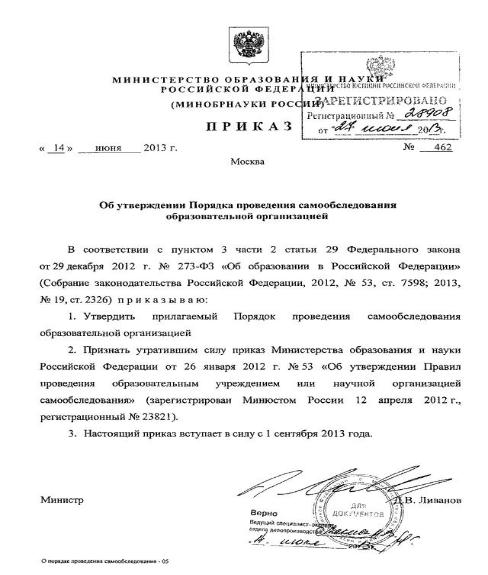 МИНИСТЕРСТВО ОБРАЗОВАНИЯ И НАУКИ
РОССИЙСКОЙ ФЕДЕРАЦИИ
(МИНОБРНАУКИ РОССИИ)
МИНИСТЕРСТВО ЮСТИЦИИ РОССИЙСКОЙ ФЕДЕРАЦИИ
ЗАРЕГИСТРИРОВАНО
Регистрационный № 28908
от 27 июня 2013г.
ПРИКАЗ
« 14 » июня 2013 г.
№ 462
Москва
Об утверждении Порядка проведения самообследования
образовательной организацией
В соответствии с пунктом 3 части 2 статьи 29 Федерального закона
от 29 декабря 2012 г. № 273-ФЗ «Об образовании в Российской Федерации»
(Собрание законодательства Российской Федерации, 2012, № 53, ст. 7598; 2013,
№ 19, ст. 2326) приказываю:
1. Утвердить прилагаемый Порядок проведения самообследования
образовательной организацией
2. Признать утратившим силу приказ Министерства образования и науки
Российской Федерации от 26 января 2012 г. № 53 «Об утверждении Правил
проведения образовательным учреждением или научной организацией
самообследования» (зарегистрирован Минюстом России 12 апреля 2012 г.,
регистрационный № 23821).
3. Настоящий приказ вступает в силу с 1 сентября 2013 года.
Министр
Д.В. Ливанов
ДЛЯ
ДОКУМЕНТОВ
Верно
Ведущий специалист-эксперт
отдела делопроизводства
О порядке проведения самообследования - 05